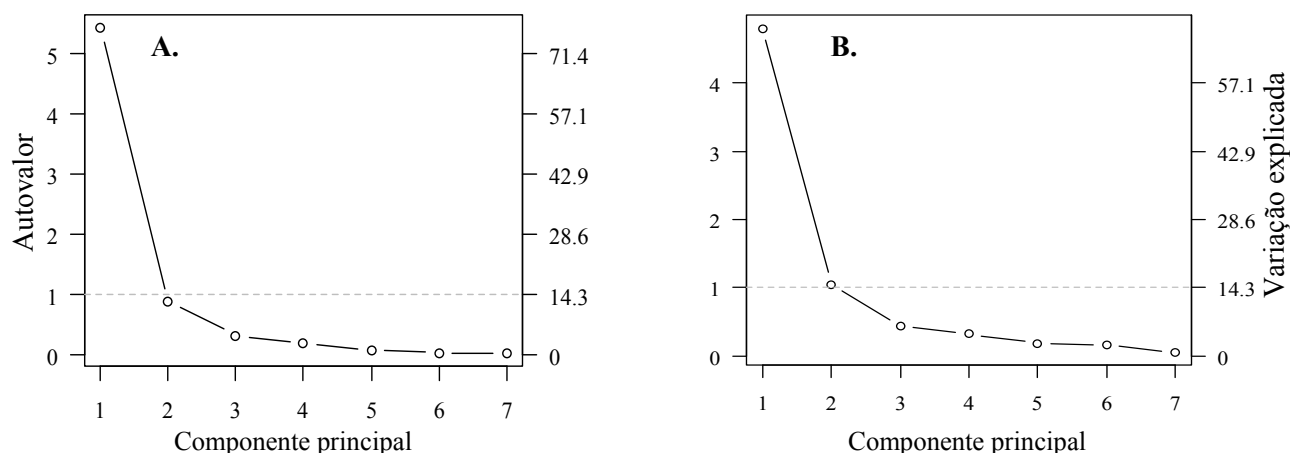 A.
Autovalor
5
4
3
2
1
0
71.4
57.1
42.9
28.6
14.3
0
1 2 3 4 5 6 7
Componente principal
B.
4
3
2
1
0
57.1
42.9
28.6
14.3
0
Variação explicada
1 2 3 4 5 6 7
Componente principal